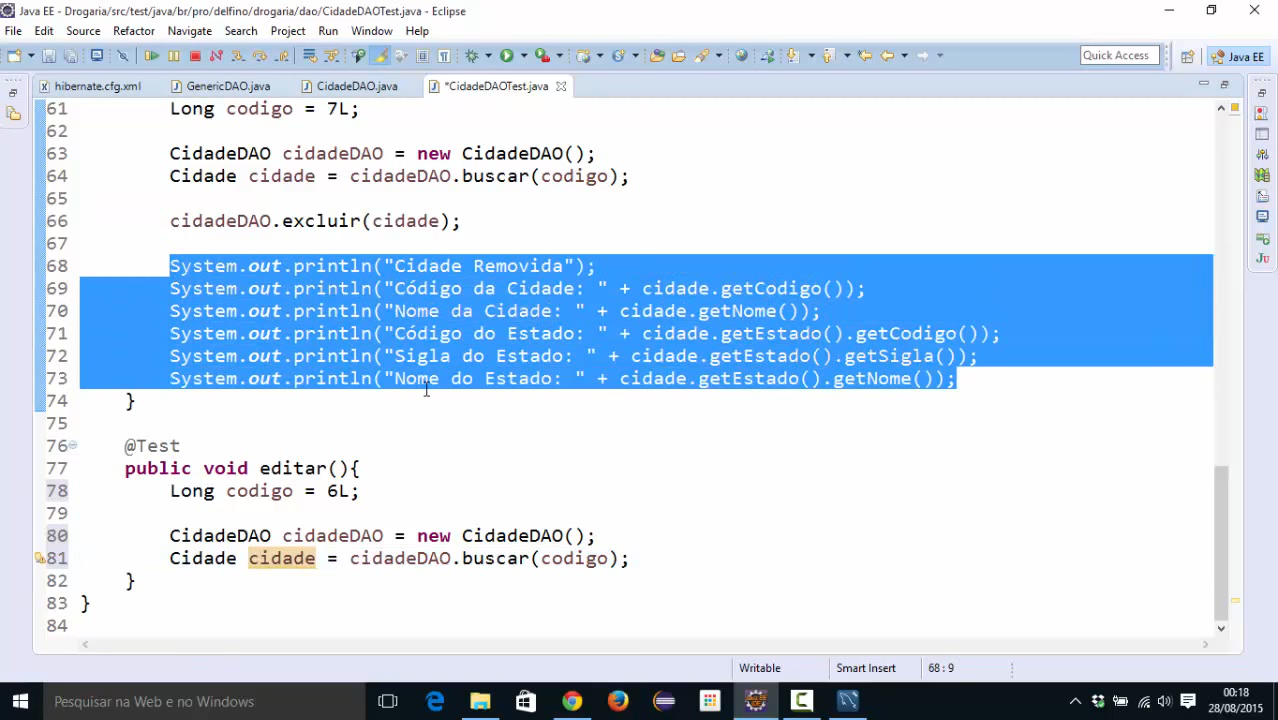 Java EE - Drogaria/src/test/java/br/pro/delfino/drogaria/dao/CidadeDAOTest.java - Eclipse
File Edit Source Refactor Navigate Search Project Run Window Help
Quick Access Java EE
hibernate.cfg.xml GenericDAO.java CidadeDAO.java *CidadeDAOTest.java
61 Long codigo = 7L;
62
63 CidadeDAO cidadeDAO = new CidadeDAO();
64 Cidade cidade = cidadeDAO.buscar(codigo);
65
66 cidadeDAO.excluir(cidade);
67
68 System.out.println("Cidade Removida");
69 System.out.println("Código da Cidade: " + cidade.getCodigo());
70 System.out.println("Nome da Cidade: " + cidade.getNome());
71 System.out.println("Código do Estado: " + cidade.getEstado().getCodigo());
72 System.out.println("Sigla do Estado: " + cidade.getEstado().getSigla());
73 System.out.println("Nome do Estado: " + cidade.getEstado().getNome());
74 }
75
76 @Test
77 public void editar(){
78 Long codigo = 6L;
79
80 CidadeDAO cidadeDAO = new CidadeDAO();
81 Cidade cidade = cidadeDAO.buscar(codigo);
82 }
83 }
84
Writable Smart Insert 68 : 9
Pesquisar na Web e no Windows
00:18
28/08/2015